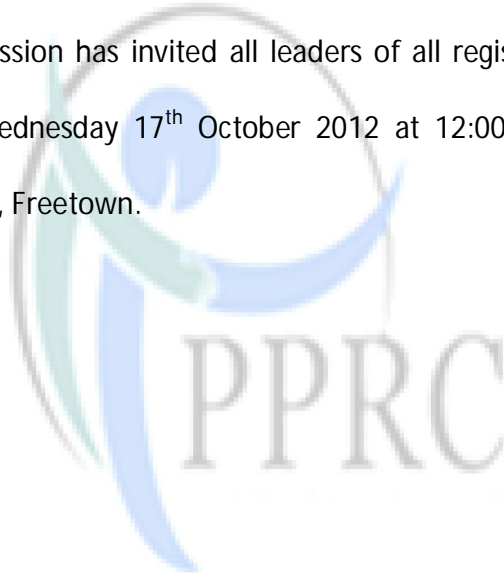 ssion has invited all leaders of all regis
ednesday 17th October 2012 at 12:00
, Freetown.
PPRC